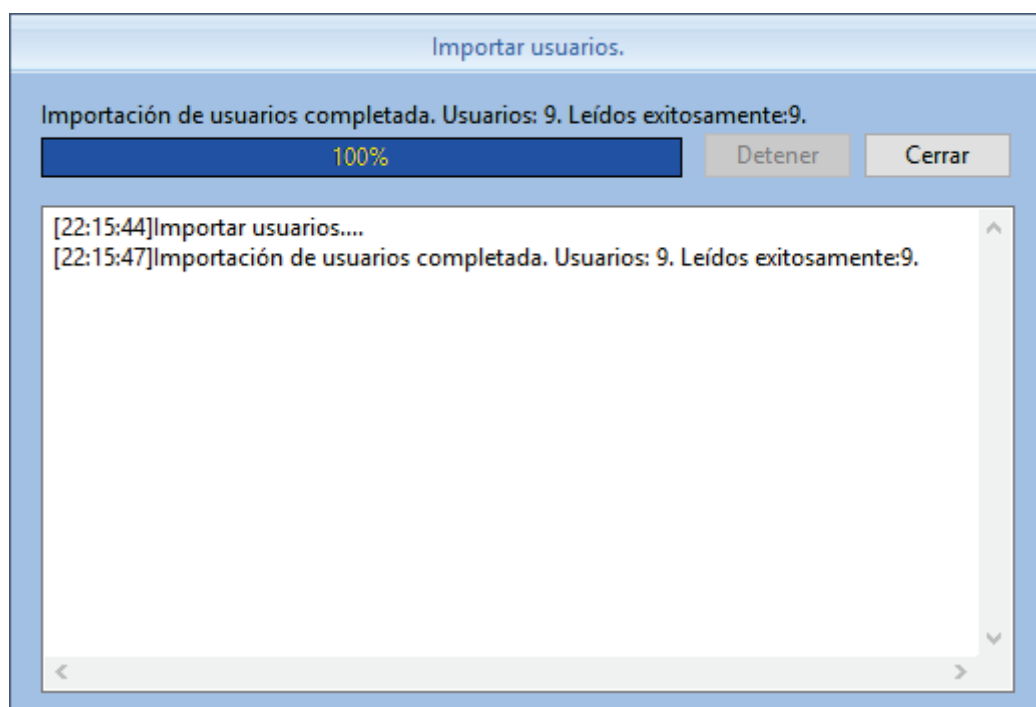 Importar usuarios.
Importación de usuarios completada. Usuarios: 9. Leídos exitosamente:9.
100%
Detener
Cerrar
[22:15:44]Importar usuarios....
[22:15:47]Importación de usuarios completada. Usuarios: 9. Leídos exitosamente:9.